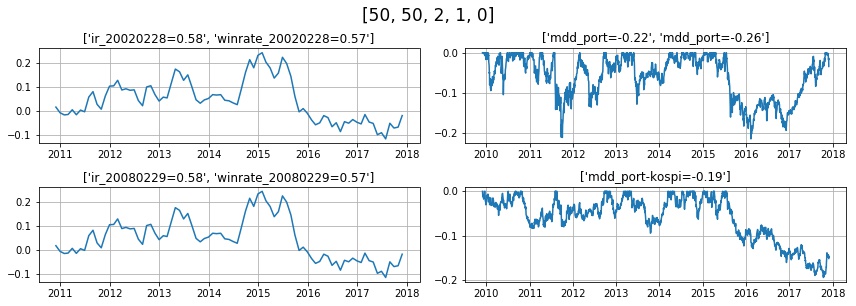 [50, 50, 2, 1, 0]
['ir_20020228=0.58', 'winrate_20020228=0.57']
0.2
0.1
0.0
−0.1
2011 2012 2013 2014 2015 2016 2017 2018
['mdd_port=-0.22', 'mdd_port=-0.26']
0.0
−0.1
−0.2
2010 2011 2012 2013 2014 2015 2016 2017 2018
['ir_20080229=0.58', 'winrate_20080229=0.57']
0.2
0.1
0.0
−0.1
2011 2012 2013 2014 2015 2016 2017 2018
['mdd_port-kospi=-0.19']
0.0
−0.1
−0.2
2010 2011 2012 2013 2014 2015 2016 2017 2018